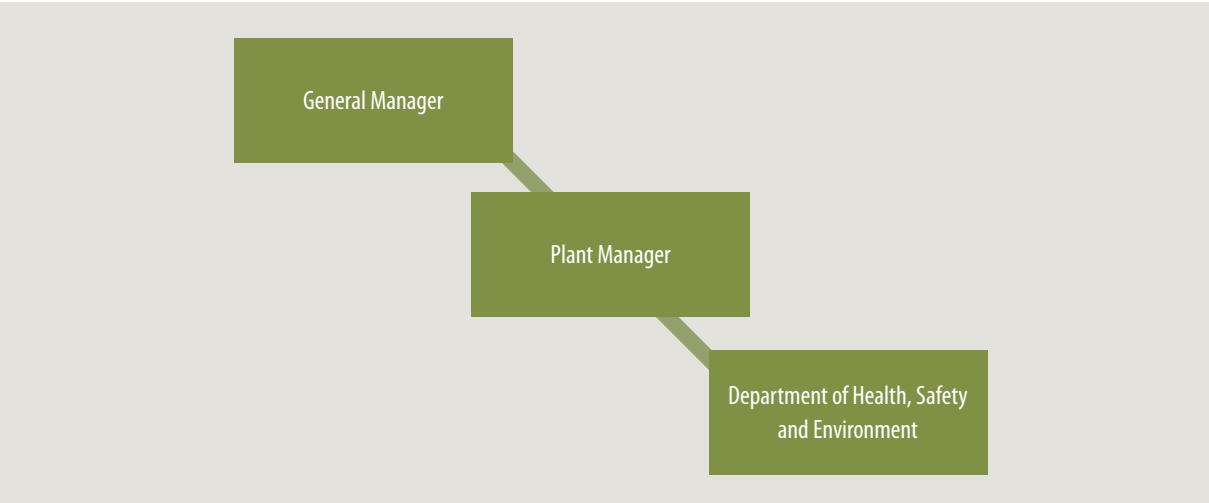 General Manager
Plant Manager
Department of Health, Safety
and Environment